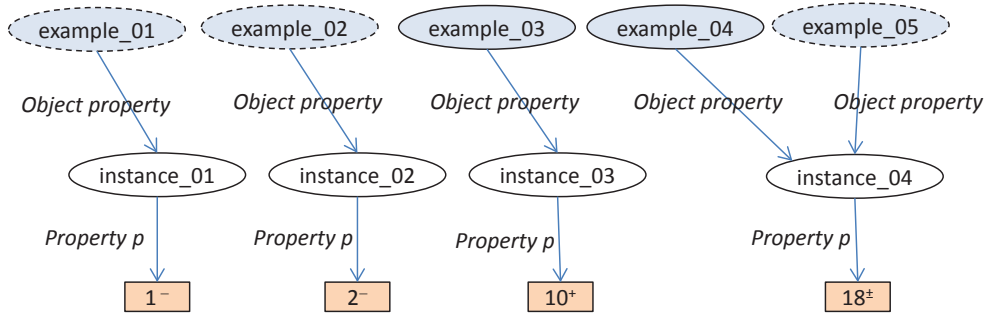 example_01 example_02 example_03 example_04 example_05
Object property Object property Object property Object property Object property
instance_01 instance_02 instance_03 instance_04
Property p Property p Property p Property p
1⁻ 2⁻ 10⁺ 18±